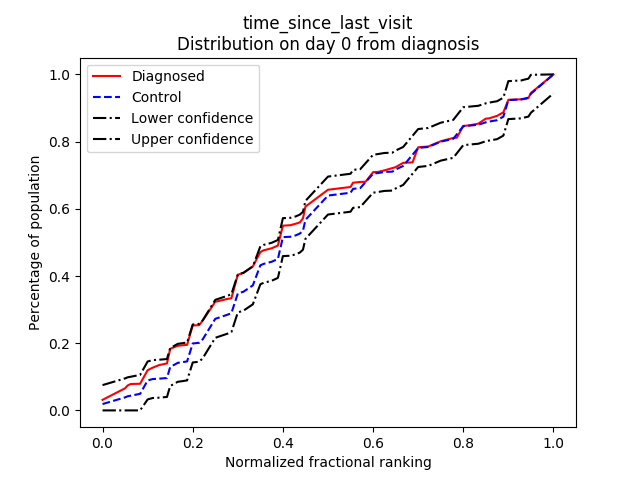 time_since_last_visit
Distribution on day 0 from diagnosis
Diagnosed
Control
Lower confidence
Upper confidence
Percentage of population
1.0
0.8
0.6
0.4
0.2
0.0
0.0 0.2 0.4 0.6 0.8 1.0
Normalized fractional ranking